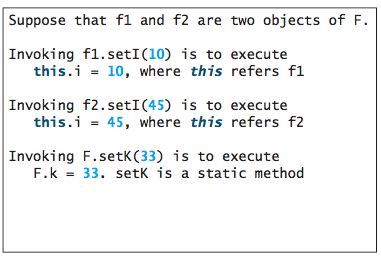 Suppose that f1 and f2 are two objects of F.
Invoking f1.setI(10) is to execute
this.i = 10, where this refers f1
Invoking f2.setI(45) is to execute
this.i = 45, where this refers f2
Invoking F.setK(33) is to execute
F.k = 33. setK is a static method